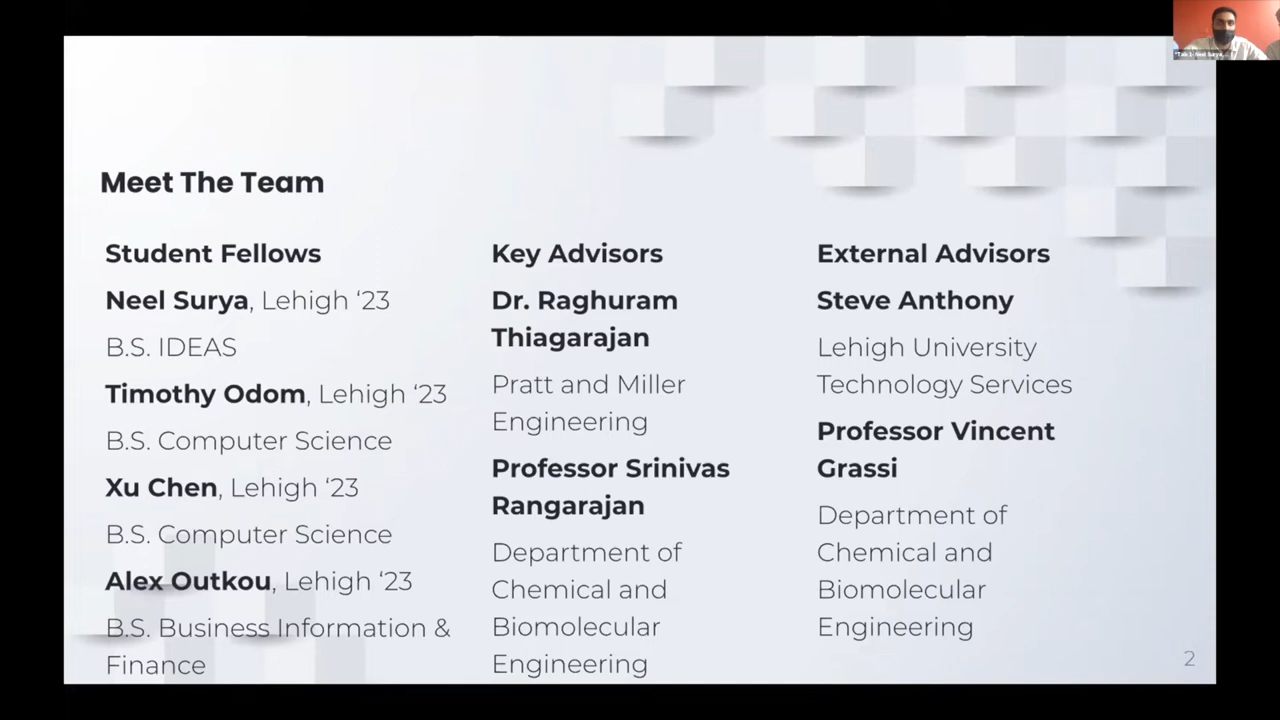 Meet The Team
Student Fellows
Neel Surya, Lehigh ‘23
B.S. IDEAS
Timothy Odom, Lehigh ‘23
B.S. Computer Science
Xu Chen, Lehigh ‘23
B.S. Computer Science
Alex Outkou, Lehigh ‘23
B.S. Business Information &
Finance
Key Advisors
Dr. Raghuram
Thiagarajan
Pratt and Miller
Engineering
Professor Srinivas
Rangarajan
Department of
Chemical and
Biomolecular
Engineering
External Advisors
Steve Anthony
Lehigh University
Technology Services
Professor Vincent
Grassi
Department of
Chemical and
Biomolecular
Engineering
2